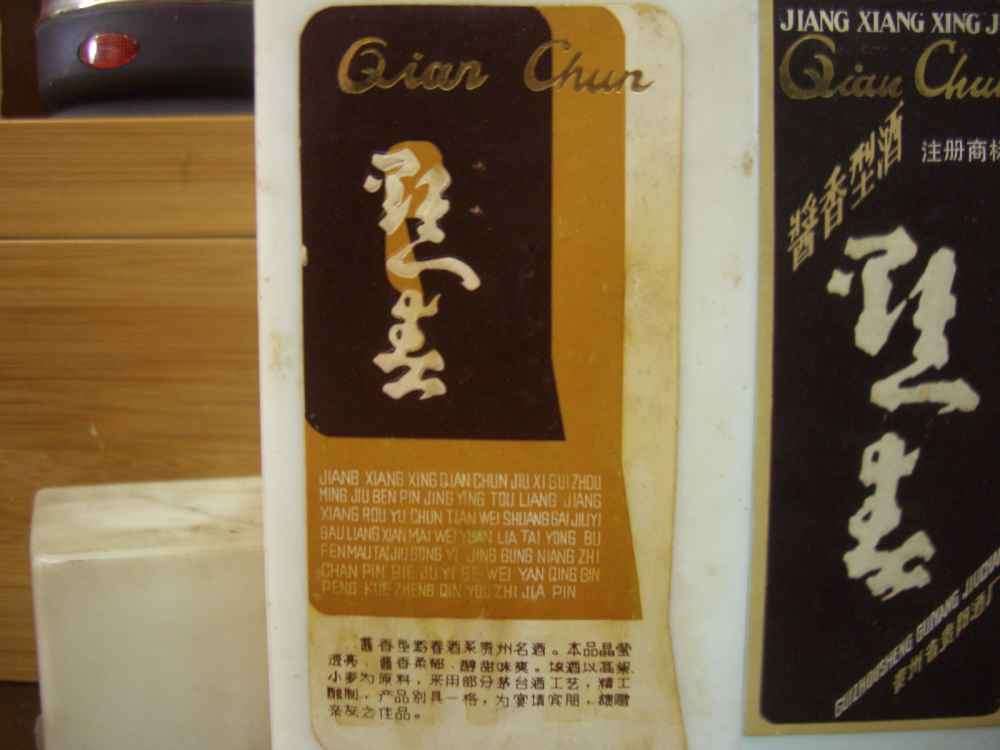 Qian Chun
黔春
JIANG XIANG XING QIAN CHUN JIU XI GUI ZHOU
MING JIU BEN PIN JING YING TOU LIANG JIANG
XIANG ROU YU CHUN TIAN WEI SHUANG GAI JIU YI
GAU LIANG XIAN MAI WEI YUAN LIA TAI YONG BU
FEN MAU TAI JIU GONG YI JING GUNG NIANG ZHI
CHAN PIN BIE JU YI GE WEI YAN QING GIN
PENG KUE ZHENG QIN YOU ZHI JIA PIN
酱香型黔春酒系贵州名酒。本品晶莹
透亮、酱香柔郁、醇甜味爽。该酒以高粱、
小麦为原料，采用部分茅台酒工艺，精工
酿制，产品别具一格，为宴请宾朋，馈赠
亲友之佳品。
JIANG XIANG XING J
Qian Chu
注册商标
醬香型酒
黔春
GUIZHOUSHENG GUIYANG JIUCH
贵州省贵阳酒厂